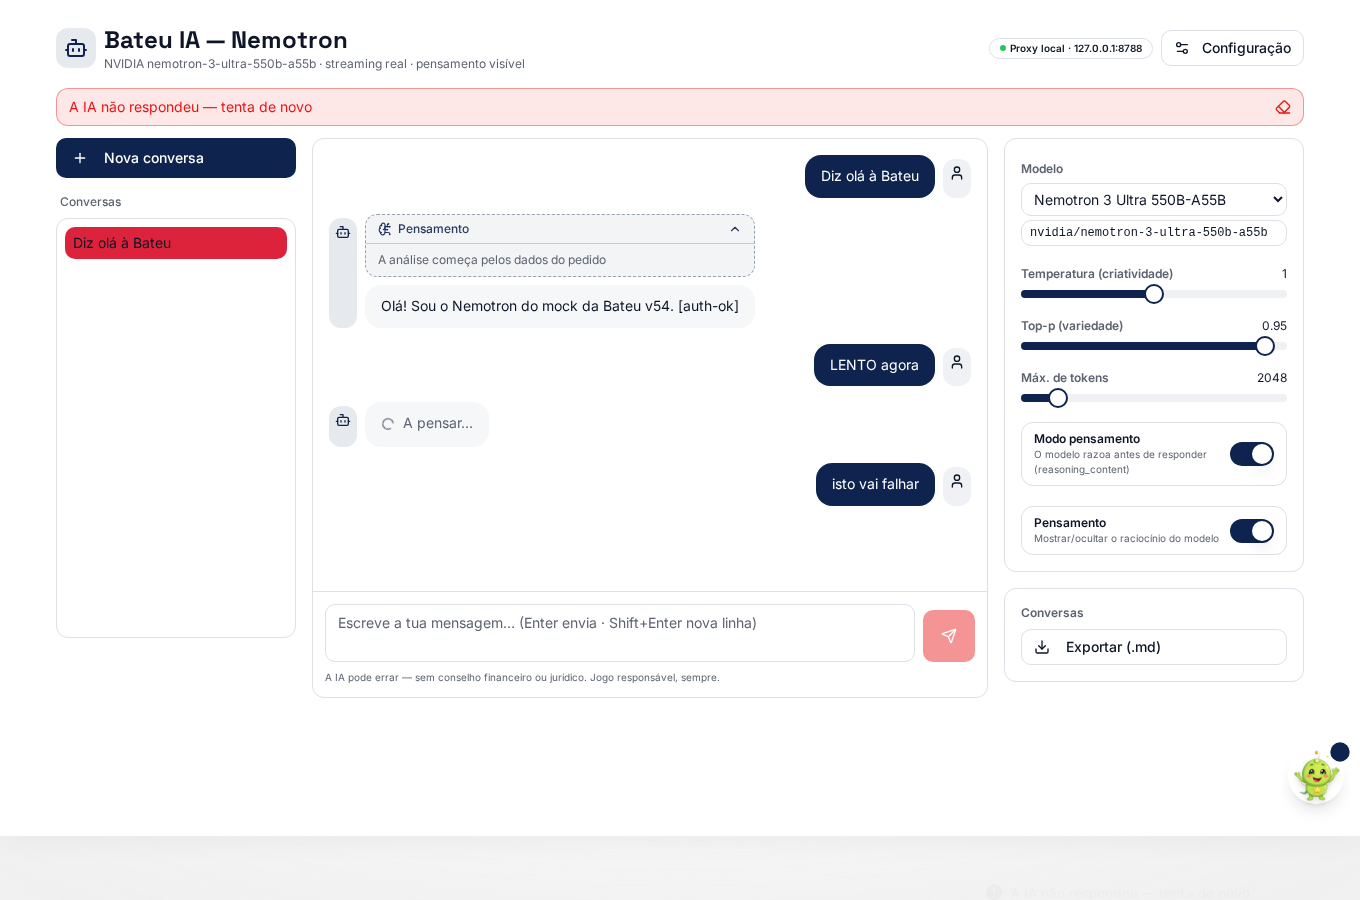 Bateu IA — Nemotron
NVIDIA nemotron-3-ultra-550b-a55b · streaming real · pensamento visível
Proxy local · 127.0.0.1:8788
Configuração
A IA não respondeu — tenta de novo
Nova conversa
Conversas
Diz olá à Bateu
Diz olá à Bateu
Pensamento
A análise começa pelos dados do pedido
Olá! Sou o Nemotron do mock da Bateu v54. [auth-ok]
LENTO agora
A pensar...
isto vai falhar
Escreve a tua mensagem... (Enter envia · Shift+Enter nova linha)
A IA pode errar — sem conselho financeiro ou jurídico. Jogo responsável, sempre.
Modelo
Nemotron 3 Ultra 550B-A55B
nvidia/nemotron-3-ultra-550b-a55b
Temperatura (criatividade) 1
Top-p (variedade) 0.95
Máx. de tokens 2048
Modo pensamento
O modelo razoa antes de responder
(reasoning_content)
Pensamento
Mostrar/ocultar o raciocínio do modelo
Conversas
Exportar (.md)
A IA não respondeu — tenta de novo